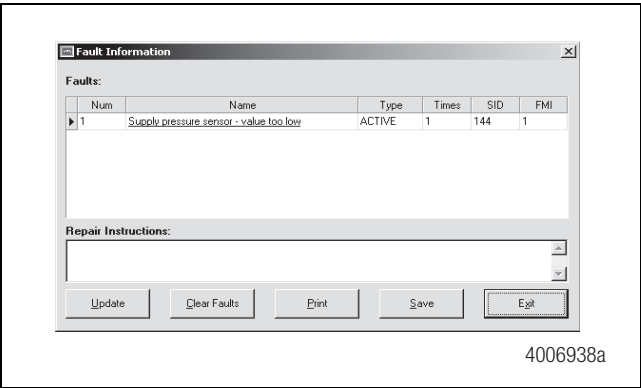 Fault Information
Faults:
Num Name Type Times SID FMI
1 Supply pressure sensor - value too low ACTIVE 1 144 1
Repair Instructions:
Update Clear Faults Print Save Exit
4006938a